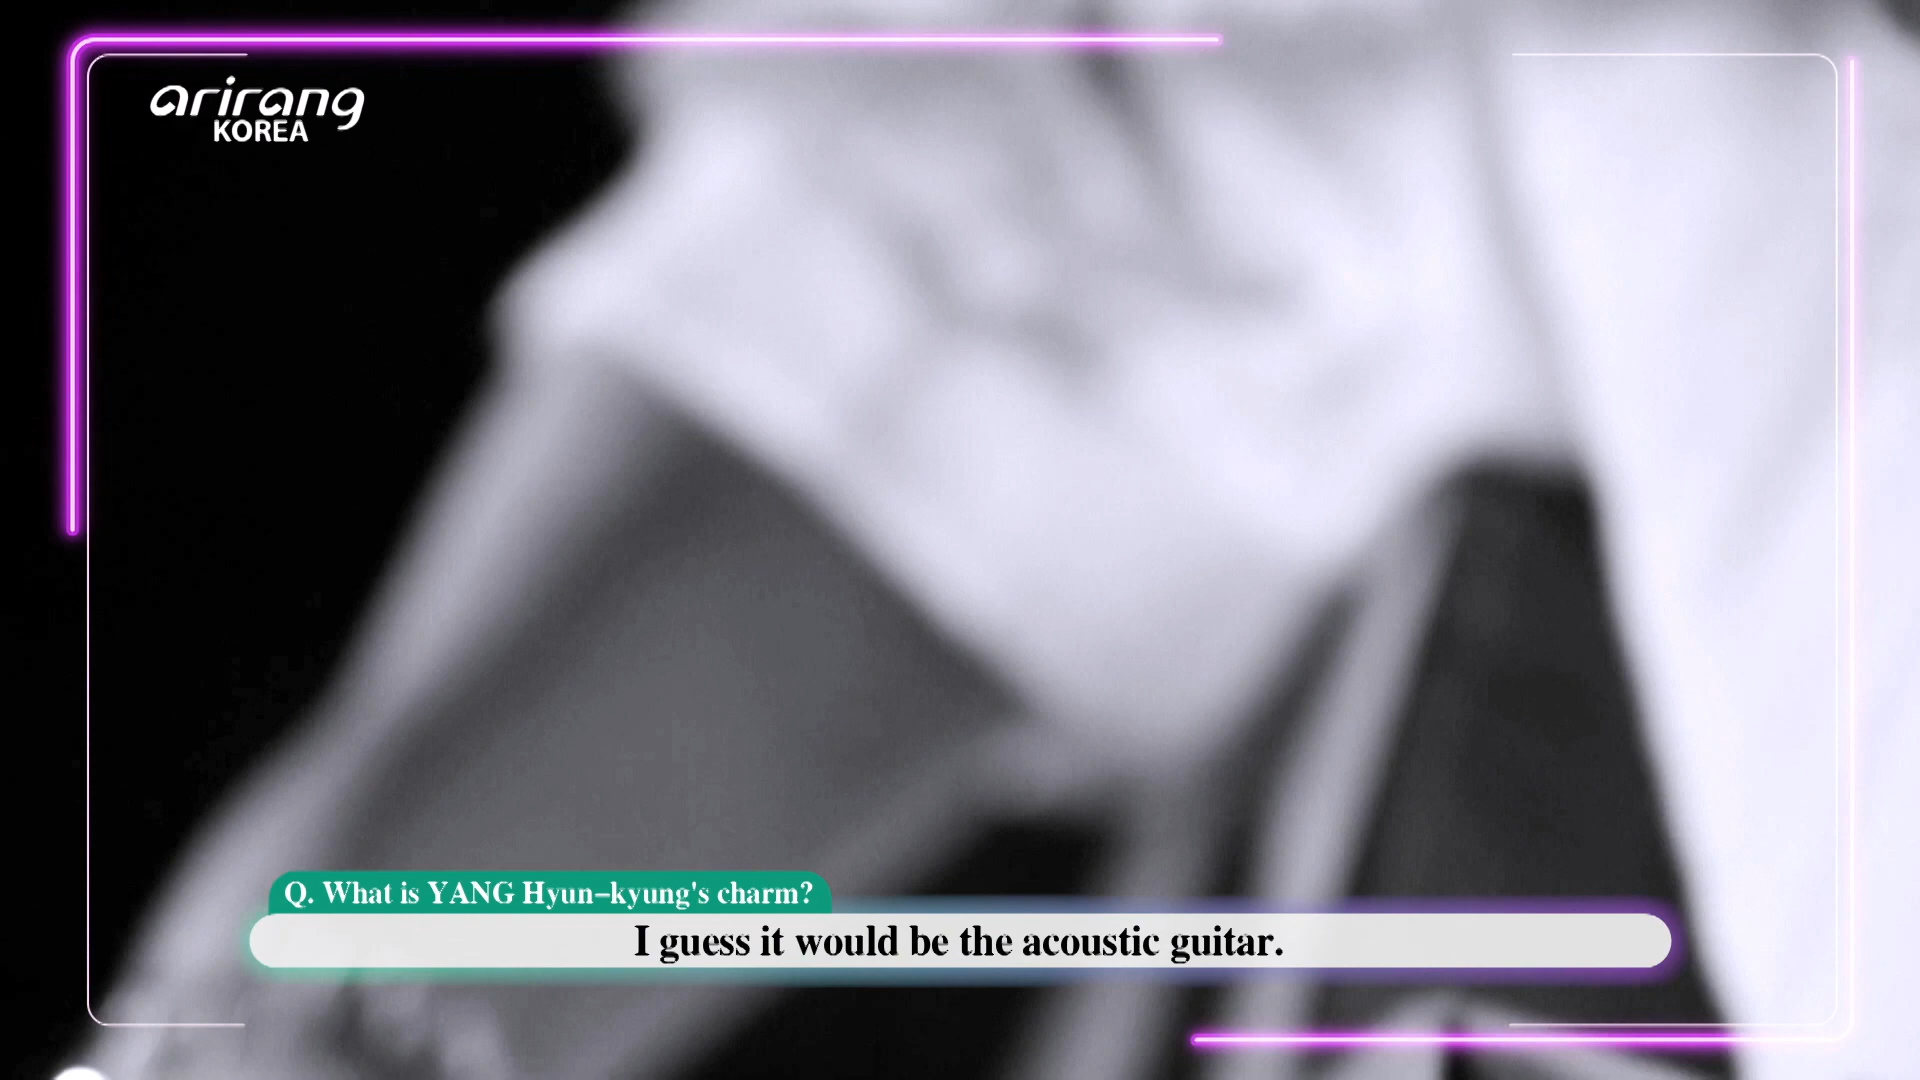 arirang
KOREA
Q. What is YANG Hyun-kyung's charm?
I guess it would be the acoustic guitar.